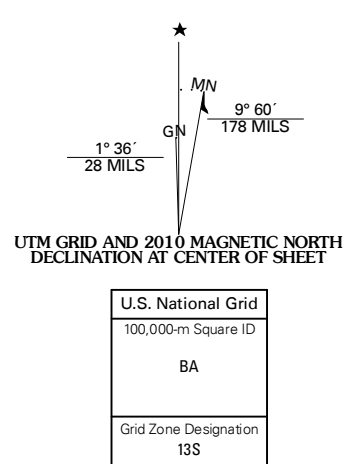 ★
MN
GN
9° 60´
178 MILS
1° 36´
28 MILS
UTM GRID AND 2010 MAGNETIC NORTH
DECLINATION AT CENTER OF SHEET
U.S. National Grid
100,000-m Square ID
BA
Grid Zone Designation
13S